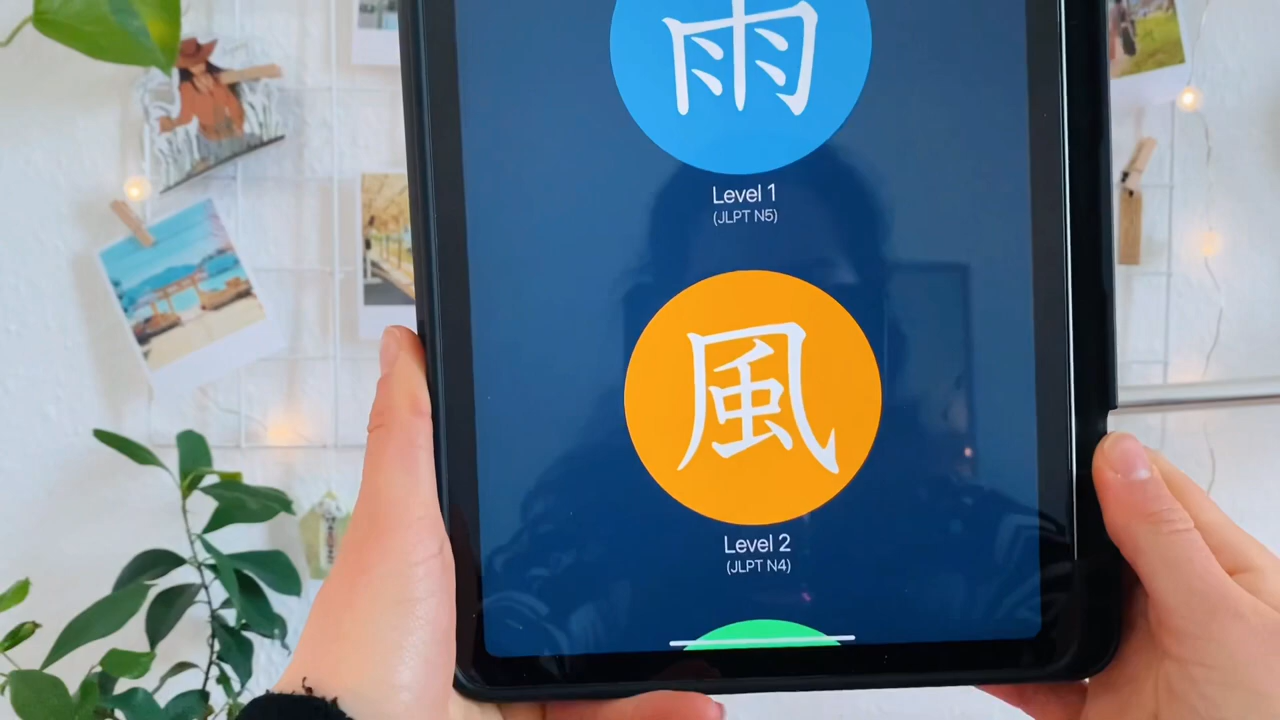 雨
Level 1
(JLPT N5)
風
Level 2
(JLPT N4)